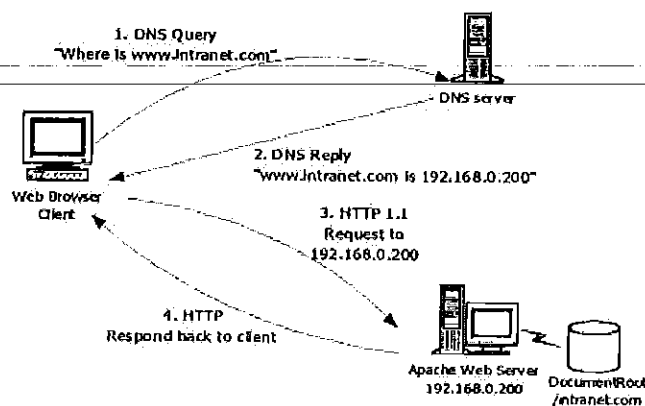 1. DNS Query
"Where is www.intranet.com"
DNS server
2. DNS Reply
"www.intranet.com is 192.168.0.200"
Web Browser
Client
3. HTTP 1.1
Request to
192.168.0.200
4. HTTP
Respond back to client
Apache Web Server
192.168.0.200
DocumentRoot
/intranet.com